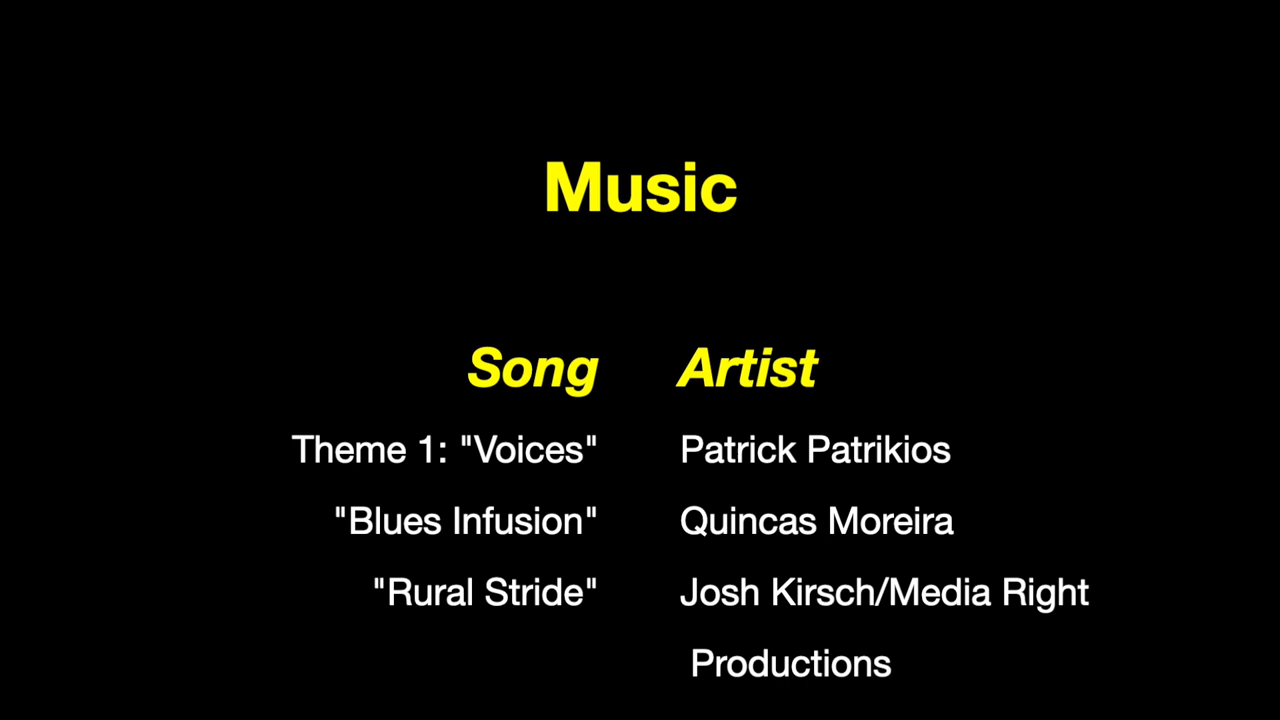 Music
Song Artist
Theme 1: "Voices" Patrick Patrikios
"Blues Infusion" Quincas Moreira
"Rural Stride" Josh Kirsch/Media Right
Productions